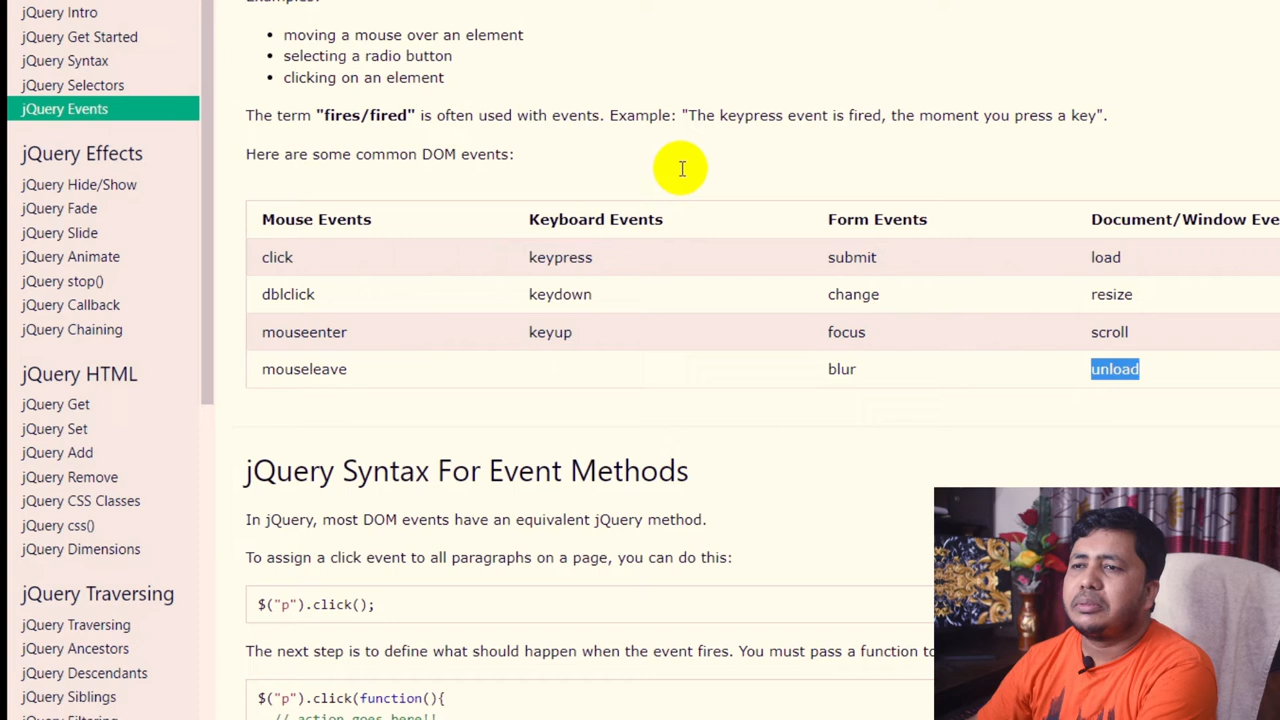 jQuery Intro
jQuery Get Started
jQuery Syntax
jQuery Selectors
jQuery Events
jQuery Effects
jQuery Hide/Show
jQuery Fade
jQuery Slide
jQuery Animate
jQuery stop()
jQuery Callback
jQuery Chaining
jQuery HTML
jQuery Get
jQuery Set
jQuery Add
jQuery Remove
jQuery CSS Classes
jQuery css()
jQuery Dimensions
jQuery Traversing
jQuery Traversing
jQuery Ancestors
jQuery Descendants
jQuery Siblings
jQuery Filtering
Examples:
moving a mouse over an element
selecting a radio button
clicking on an element
The term "fires/fired" is often used with events. Example: "The keypress event is fired, the moment you press a key".
Here are some common DOM events:
Mouse Events Keyboard Events Form Events Document/Window Eve
click keypress submit load
dblclick keydown change resize
mouseenter keyup focus scroll
mouseleave blur unload
jQuery Syntax For Event Methods
In jQuery, most DOM events have an equivalent jQuery method.
To assign a click event to all paragraphs on a page, you can do this:
$("p").click();
The next step is to define what should happen when the event fires. You must pass a function to
$("p").click(function(){
// action goes here!!